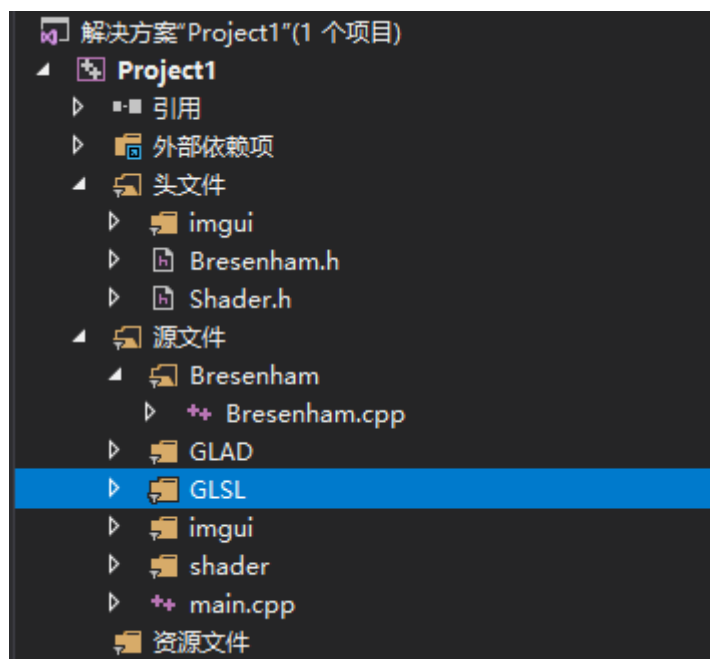 解决方案"Project1"(1 个项目)
Project1
引用
外部依赖项
头文件
imgui
Bresenham.h
Shader.h
源文件
Bresenham
Bresenham.cpp
GLAD
GLSL
imgui
shader
main.cpp
资源文件